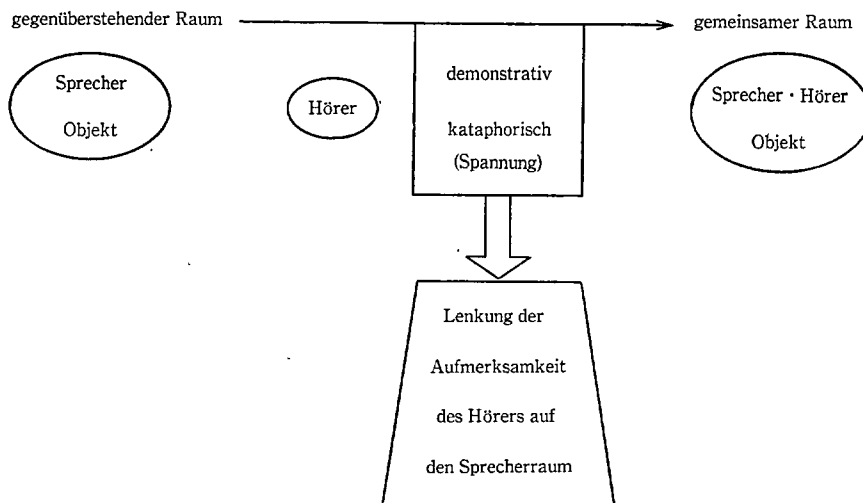 gegenüberstehender Raum
gemeinsamer Raum
Sprecher
Objekt
Hörer
demonstrativ
kataphorisch
(Spannung)
Sprecher · Hörer
Objekt
Lenkung der
Aufmerksamkeit
des Hörers auf
den Sprecherraum